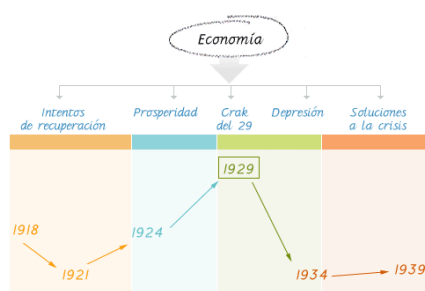 Economía
Intentos
de recuperación
Prosperidad
Crak
del 29
Depresión
Soluciones
a la crisis
1929
1918
1924
1921
1934
1939